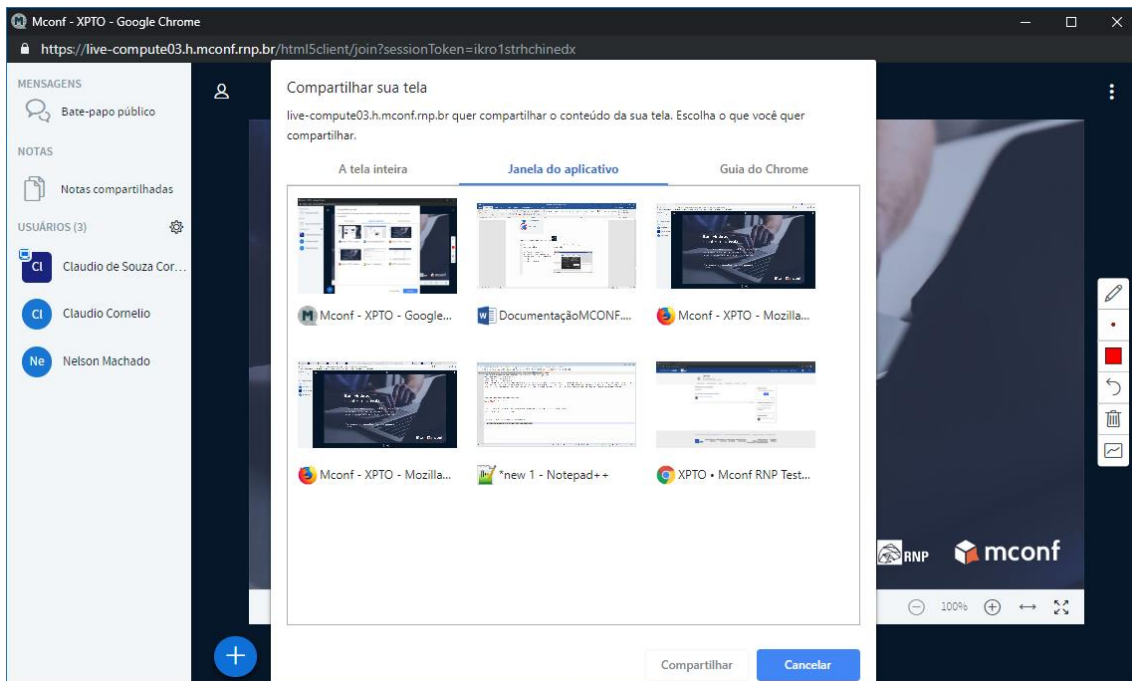 Mconf - XPTO - Google Chrome
https://live-compute03.h.mconf.rnp.br/html5client/join?sessionToken=ikro1strhchinedx
MENSAGENS
Bate-papo público
NOTAS
Notas compartilhadas
USUÁRIOS (3)
CI Claudio de Souza Cor...
CI Claudio Cornelio
Ne Nelson Machado
Compartilhar sua tela
live-compute03.h.mconf.rnp.br quer compartilhar o conteúdo da sua tela. Escolha o que você quer
compartilhar.
A tela inteira Janela do aplicativo Guia do Chrome
Mconf - XPTO - Google... DocumentaçãoMCONF.... Mconf - XPTO - Mozilla...
Mconf - XPTO - Mozilla... *new 1 - Notepad++ XPTO • Mconf RNP Test...
RNP mconf
100%
Compartilhar Cancelar